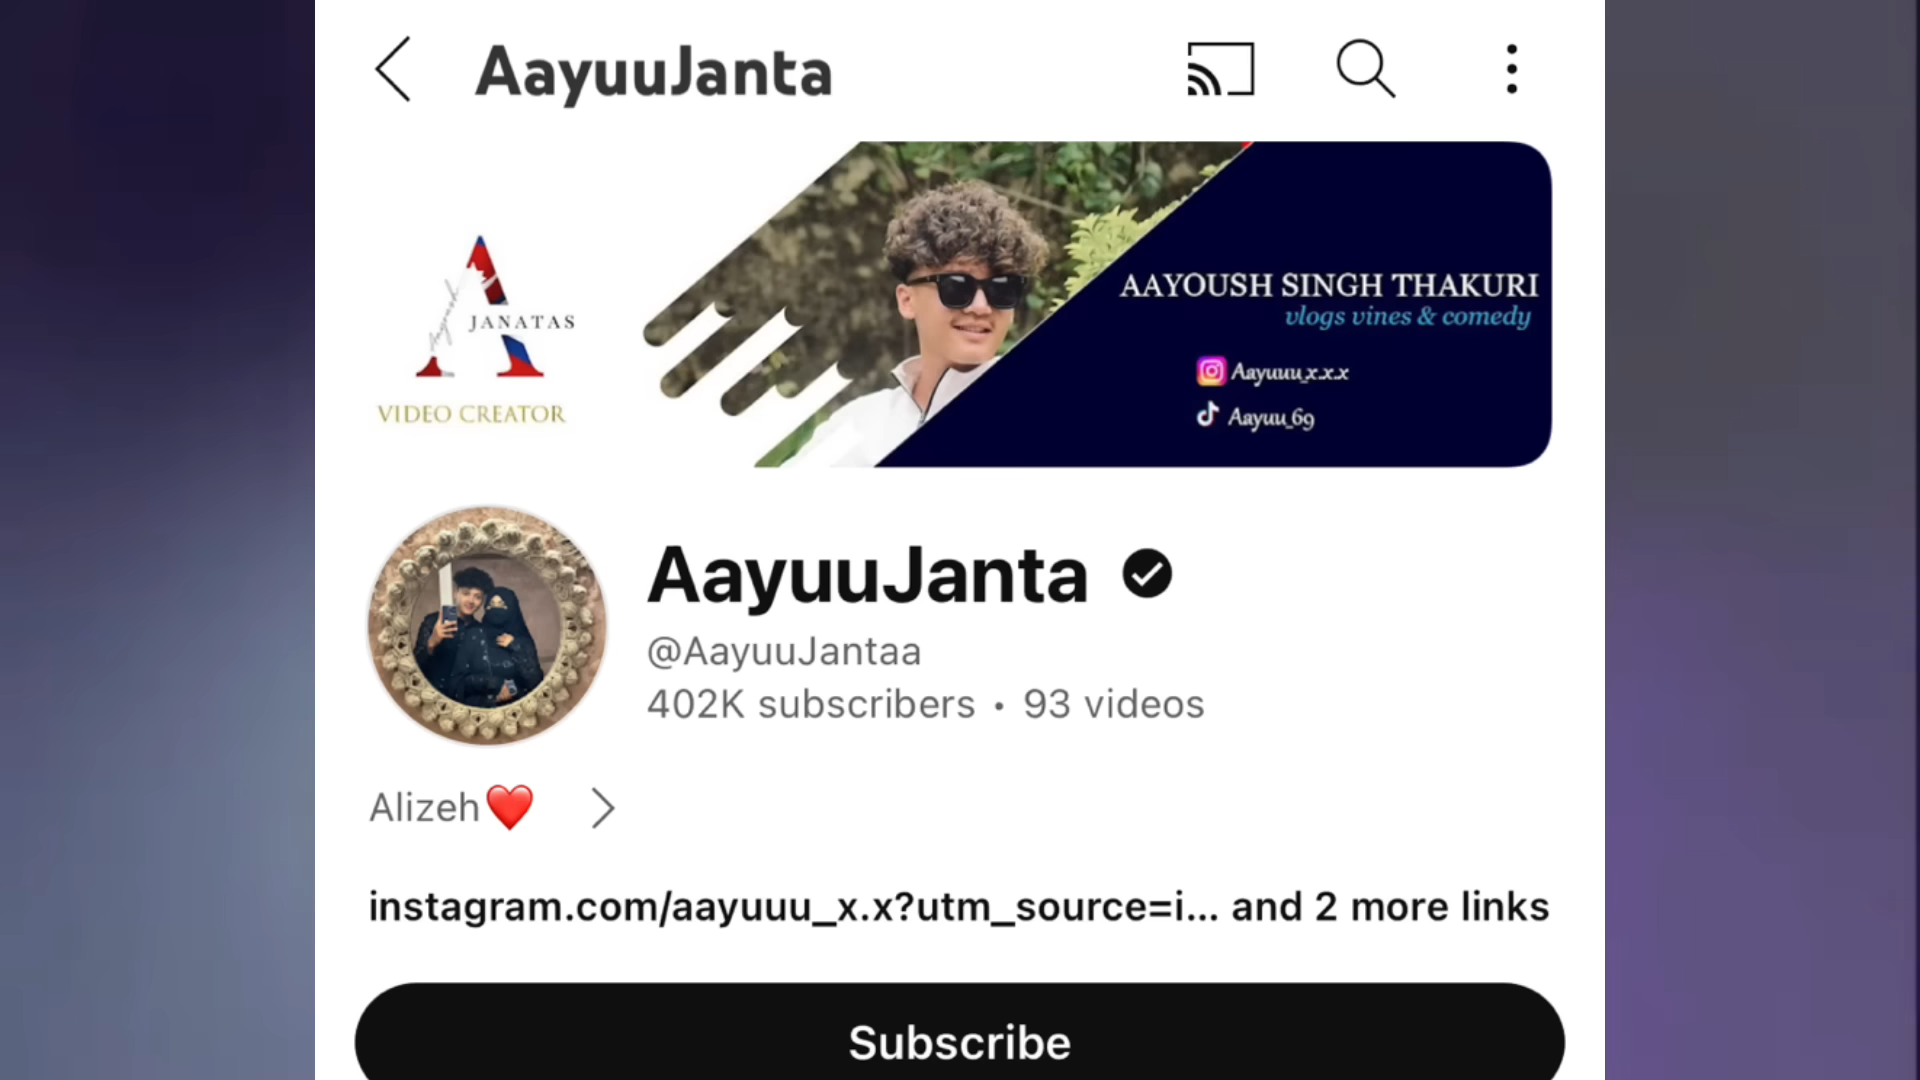 AayuuJanta
Aayoush
JANATAS
VIDEO CREATOR
AAYOUSH SINGH THAKURI
vlogs vines & comedy
Aayuuu_x.x.x
Aayuu_69
AayuuJanta
@AayuuJantaa
402K subscribers • 93 videos
Alizeh❤️
instagram.com/aayuuu_x.x?utm_source=i... and 2 more links
Subscribe